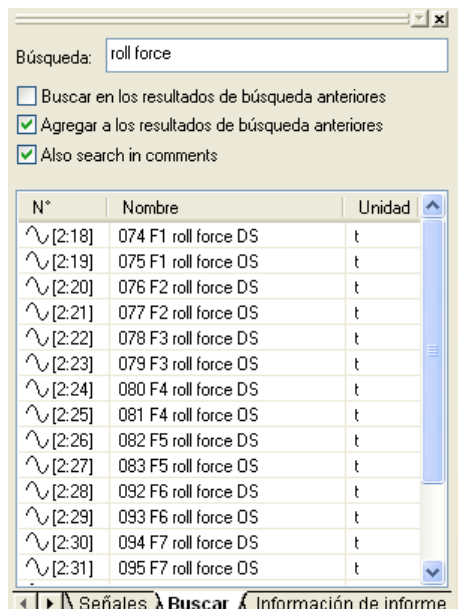 Búsqueda: roll force
Buscar en los resultados de búsqueda anteriores
Agregar a los resultados de búsqueda anteriores
Also search in comments
N° Nombre Unidad
[2:18] 074 F1 roll force DS t
[2:19] 075 F1 roll force OS t
[2:20] 076 F2 roll force DS t
[2:21] 077 F2 roll force OS t
[2:22] 078 F3 roll force DS t
[2:23] 079 F3 roll force OS t
[2:24] 080 F4 roll force DS t
[2:25] 081 F4 roll force OS t
[2:26] 082 F5 roll force DS t
[2:27] 083 F5 roll force OS t
[2:28] 092 F6 roll force DS t
[2:29] 093 F6 roll force OS t
[2:30] 094 F7 roll force DS t
[2:31] 095 F7 roll force OS t
Señales Buscar Información de informe